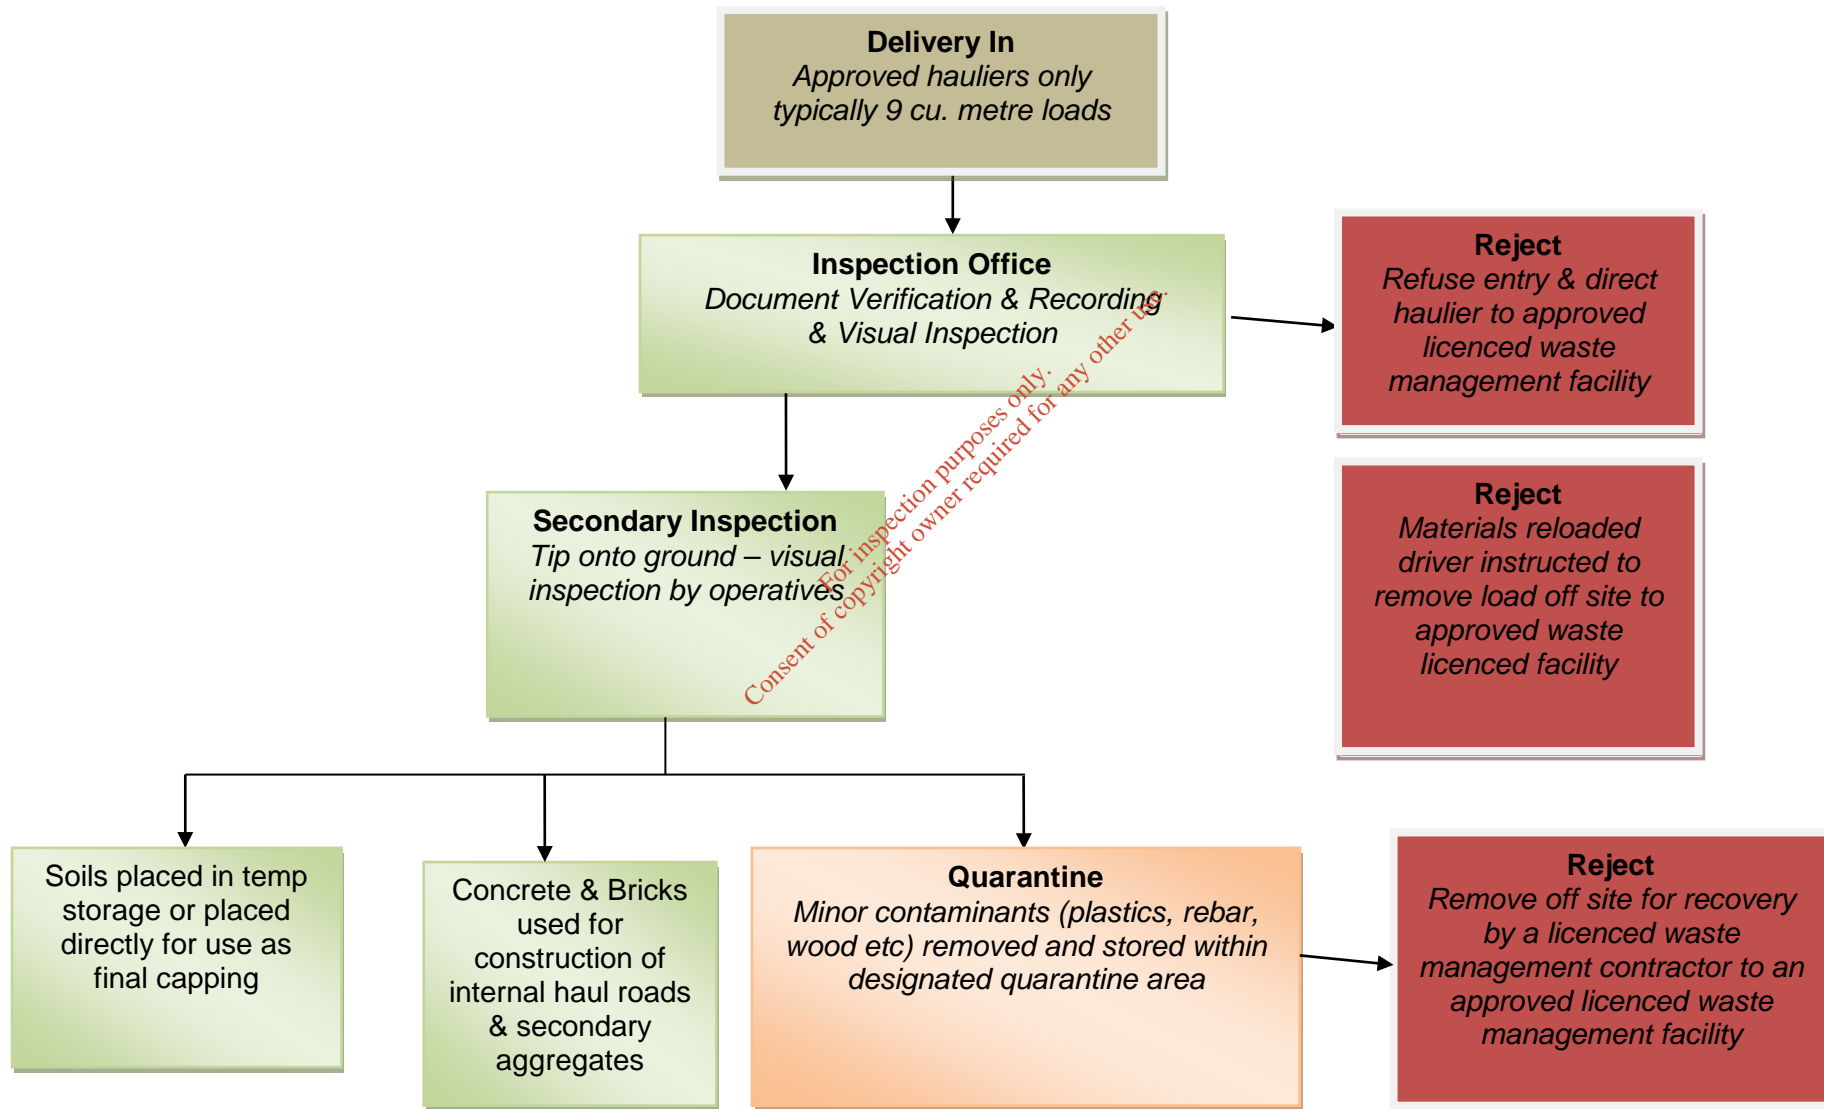 Delivery In
Approved hauliers only
typically 9 cu. metre loads
Inspection Office
Document Verification & Recording
& Visual Inspection
Reject
Refuse entry & direct
haulier to approved
licenced waste
management facility
Secondary Inspection
Tip onto ground – visual
inspection by operatives
Reject
Materials reloaded
driver instructed to
remove load off site to
approved waste
licenced facility
For inspection purposes only.
Consent of copyright owner required for any other use.
Soils placed in temp
storage or placed
directly for use as
final capping
Concrete & Bricks
used for
construction of
internal haul roads
& secondary
aggregates
Quarantine
Minor contaminants (plastics, rebar,
wood etc) removed and stored within
designated quarantine area
Reject
Remove off site for recovery
by a licenced waste
management contractor to an
approved licenced waste
management facility